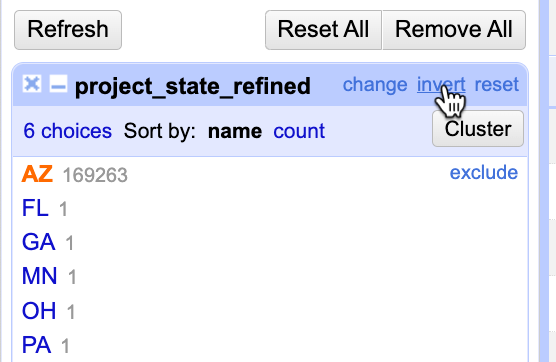 Refresh Reset All Remove All
project_state_refined change invert reset
6 choices Sort by: name count Cluster
AZ 169263 exclude
FL 1
GA 1
MN 1
OH 1
PA 1